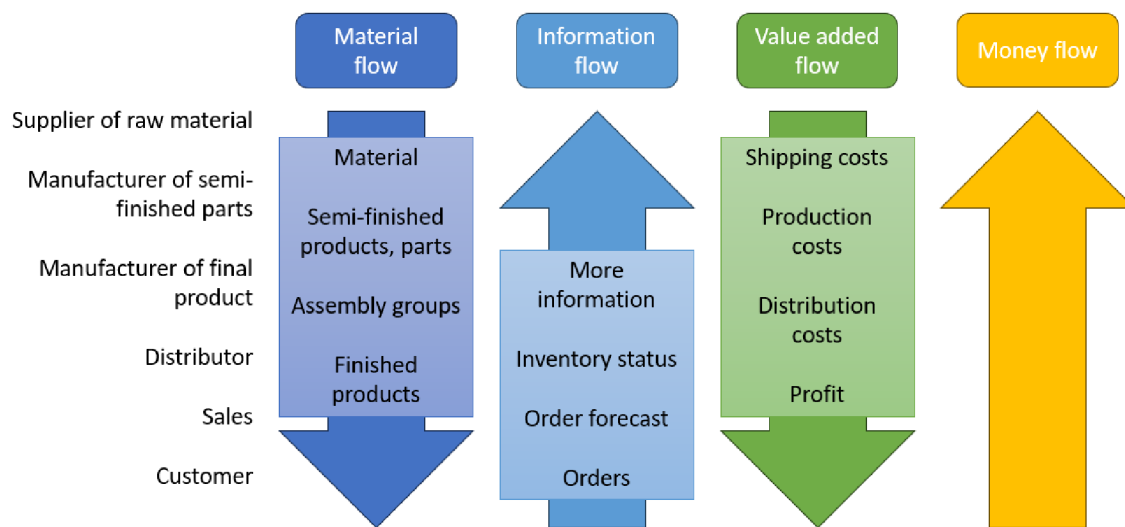 Material
flow
Information
flow
Value added
flow
Money flow
Supplier of raw material
Manufacturer of semi-
finished parts
Manufacturer of final
product
Distributor
Sales
Customer
Material
Semi-finished
products, parts
Assembly groups
Finished
products
More
information
Inventory status
Order forecast
Orders
Shipping costs
Production
costs
Distribution
costs
Profit